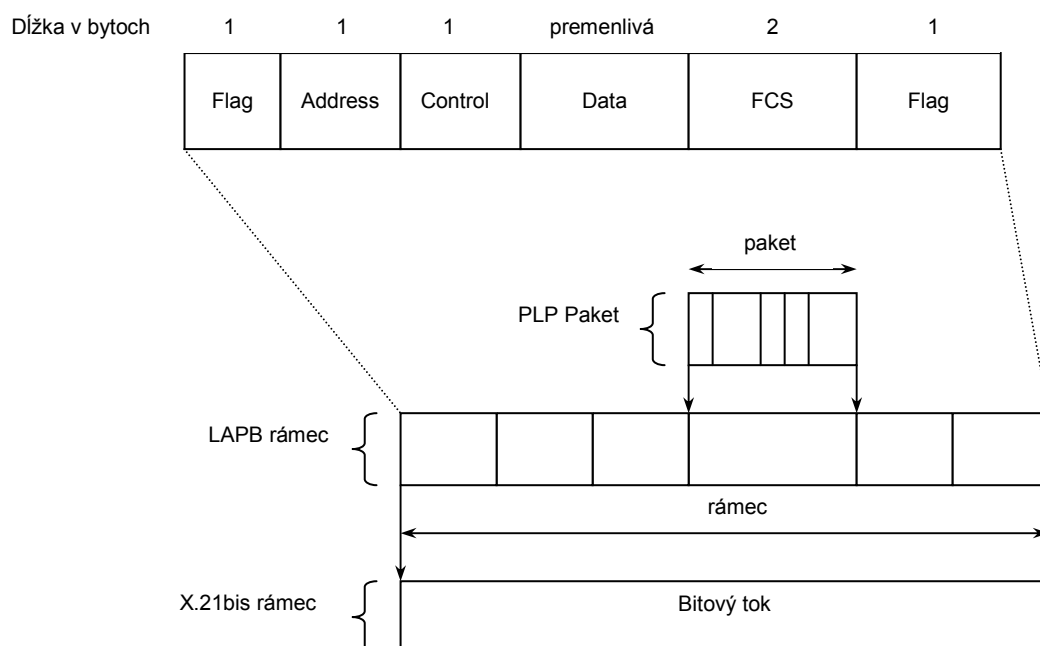 Dĺžka v bytoch 1 1 1 premenlivá 2 1
Flag Address Control Data FCS Flag
paket
PLP Paket
LAPB rámec
rámec
X.21bis rámec
Bitový tok